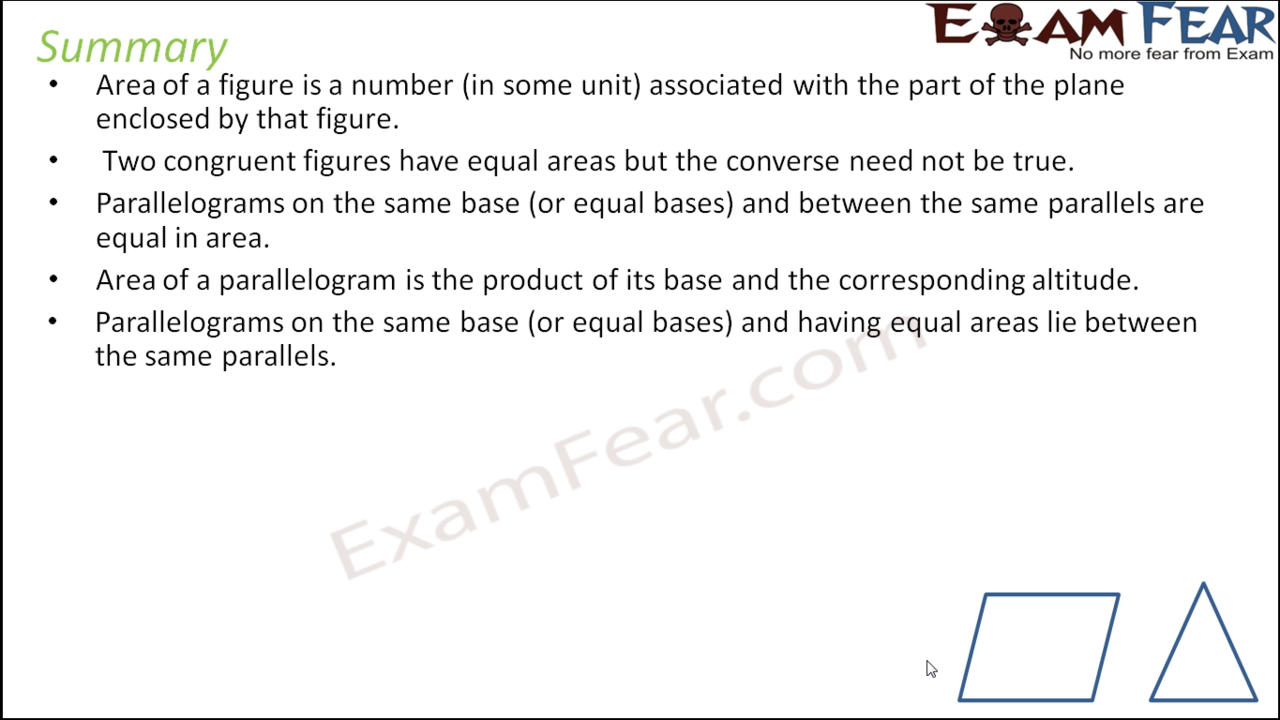 Summary
EXAM FEAR
No more fear from Exam
• Area of a figure is a number (in some unit) associated with the part of the plane
enclosed by that figure.
• Two congruent figures have equal areas but the converse need not be true.
• Parallelograms on the same base (or equal bases) and between the same parallels are
equal in area.
• Area of a parallelogram is the product of its base and the corresponding altitude.
• Parallelograms on the same base (or equal bases) and having equal areas lie between
the same parallels.
ExamFear.com